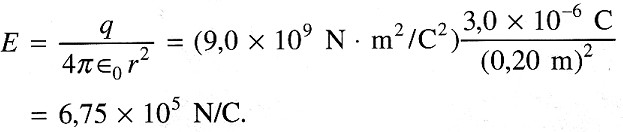 E = q / 4π∈₀ r² = (9,0 × 10⁹ N · m²/C²) 3,0 × 10⁻⁶ C / (0,20 m)²
= 6,75 × 10⁵ N/C.